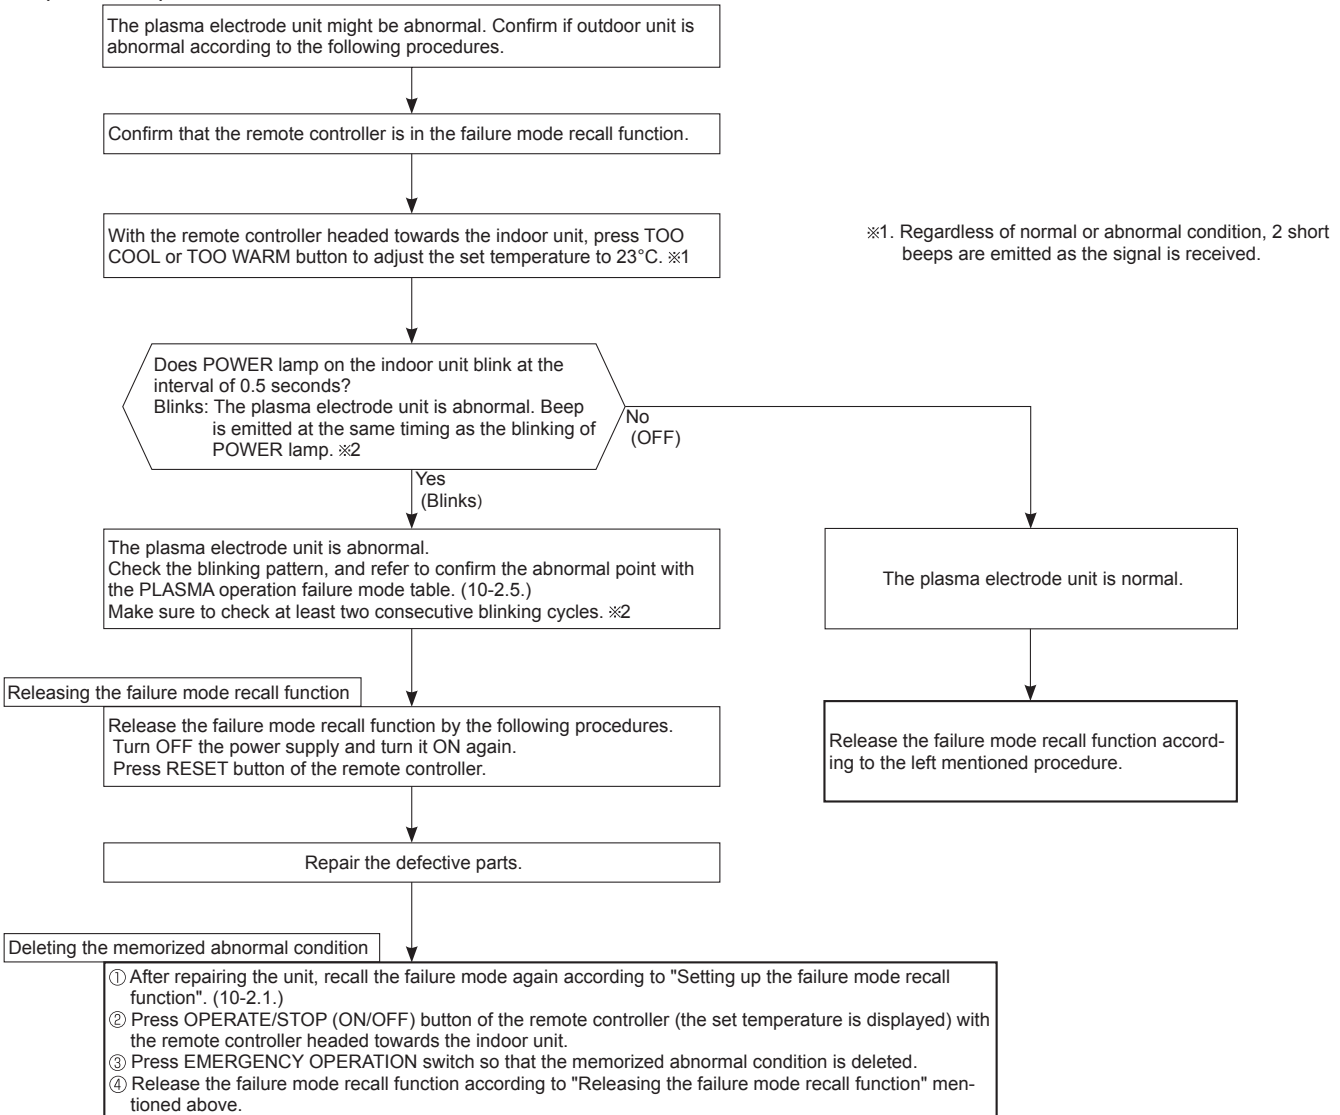 The plasma electrode unit might be abnormal. Confirm if outdoor unit is
abnormal according to the following procedures.
Confirm that the remote controller is in the failure mode recall function.
With the remote controller headed towards the indoor unit, press TOO
COOL or TOO WARM button to adjust the set temperature to 23°C. ※1
※1. Regardless of normal or abnormal condition, 2 short
beeps are emitted as the signal is received.
Does POWER lamp on the indoor unit blink at the
interval of 0.5 seconds?
Blinks: The plasma electrode unit is abnormal. Beep
is emitted at the same timing as the blinking of
POWER lamp. ※2
No
(OFF)
Yes
(Blinks)
The plasma electrode unit is abnormal.
Check the blinking pattern, and refer to confirm the abnormal point with
the PLASMA operation failure mode table. (10-2.5.)
Make sure to check at least two consecutive blinking cycles. ※2
The plasma electrode unit is normal.
Releasing the failure mode recall function
Release the failure mode recall function by the following procedures.
Turn OFF the power supply and turn it ON again.
Press RESET button of the remote controller.
Release the failure mode recall function accord-
ing to the left mentioned procedure.
Repair the defective parts.
Deleting the memorized abnormal condition
① After repairing the unit, recall the failure mode again according to "Setting up the failure mode recall
function". (10-2.1.)
② Press OPERATE/STOP (ON/OFF) button of the remote controller (the set temperature is displayed) with
the remote controller headed towards the indoor unit.
③ Press EMERGENCY OPERATION switch so that the memorized abnormal condition is deleted.
④ Release the failure mode recall function according to "Releasing the failure mode recall function" men-
tioned above.